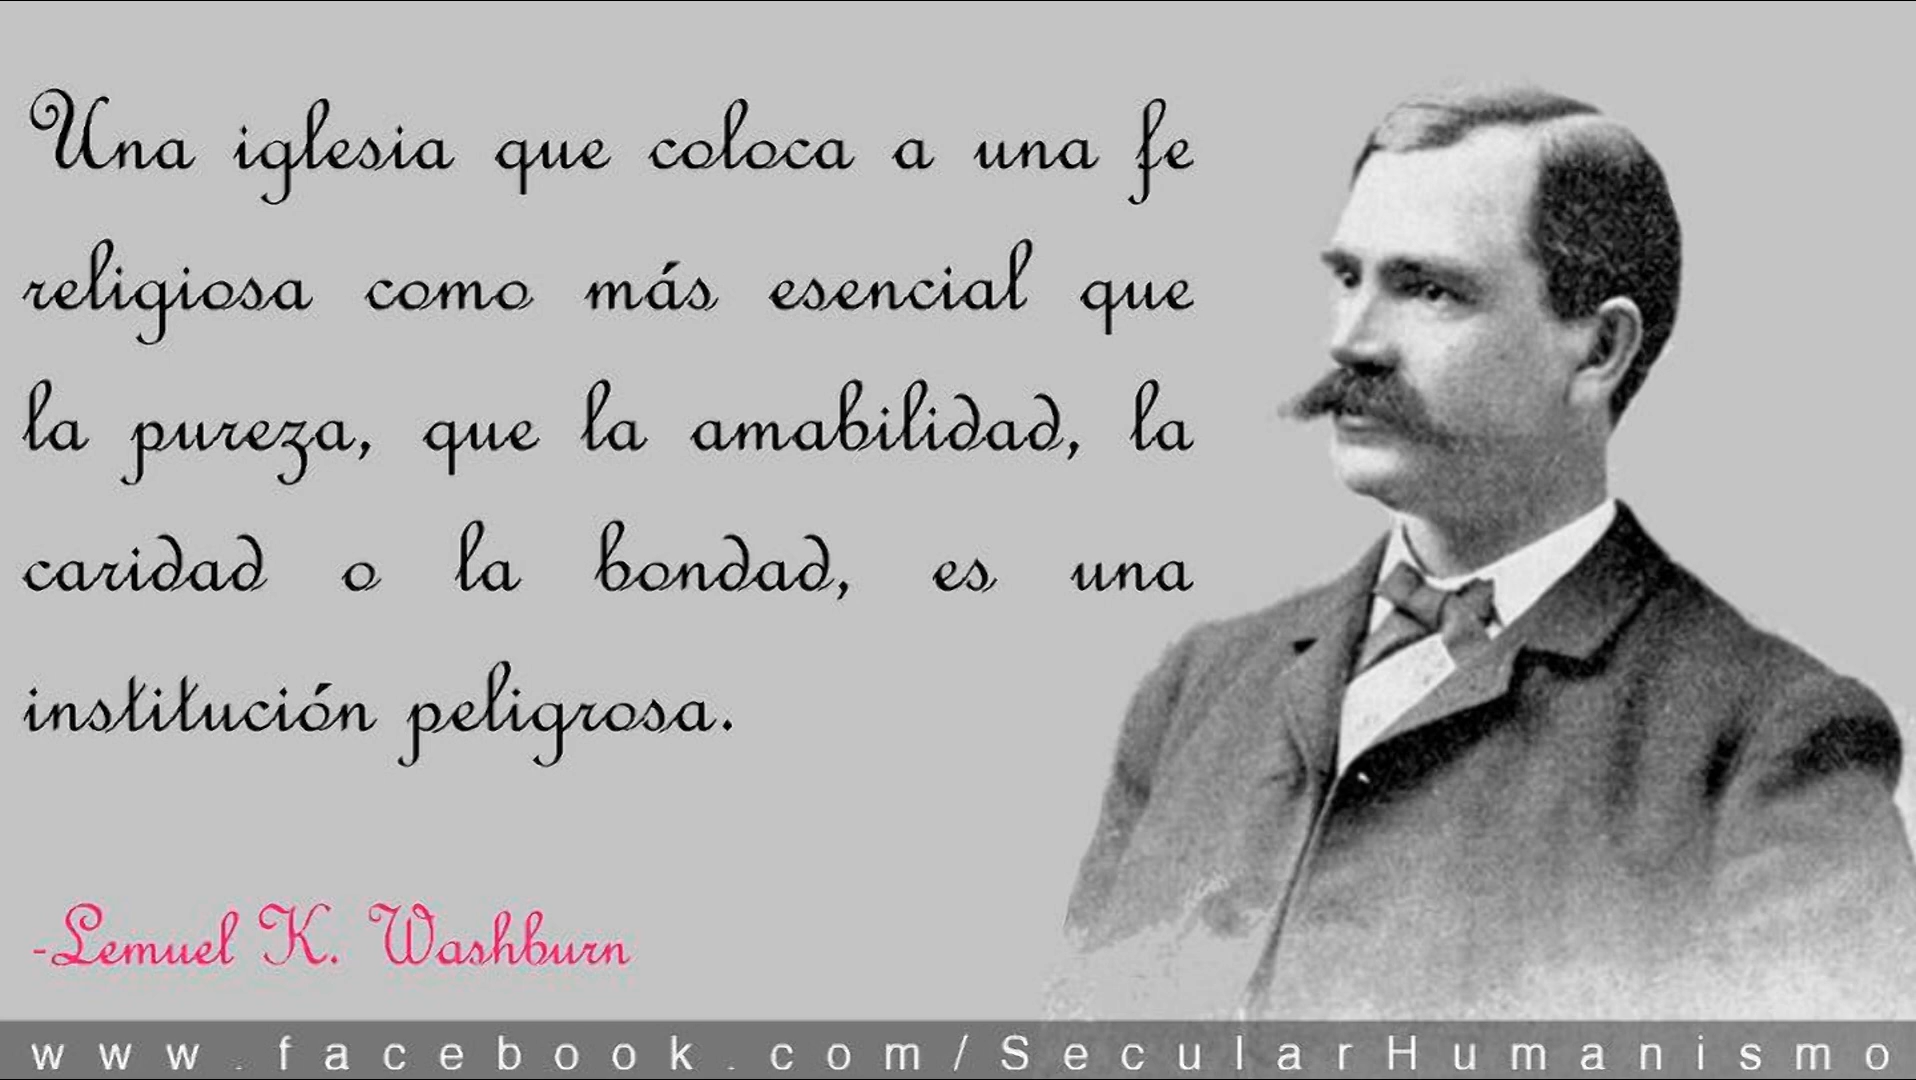 Una iglesia que coloca a una fe
religiosa como más esencial que
la pureza, que la amabilidad, la
caridad o la bondad, es una
institución peligrosa.
-Lemuel K. Washburn
www.facebook.com/SecularHumanismo